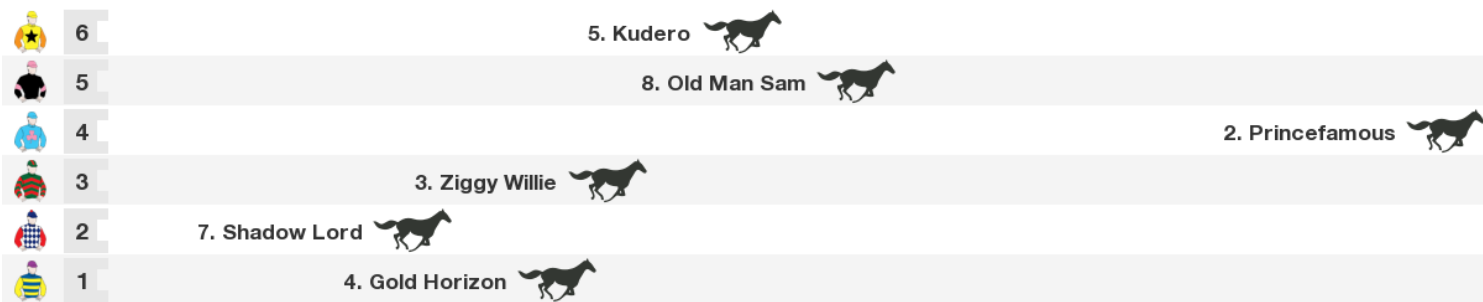 6 5. Kudero
5 8. Old Man Sam
4 2. Princefamous
3 3. Ziggy Willie
2 7. Shadow Lord
1 4. Gold Horizon